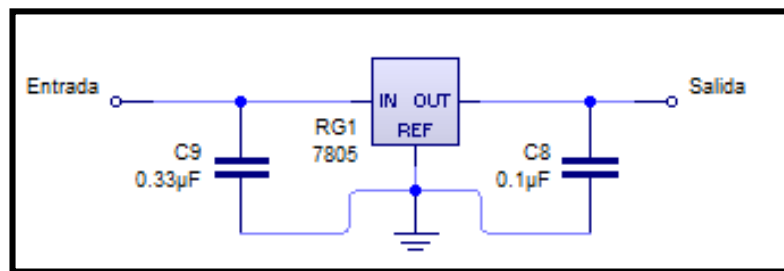 Entrada
Salida
IN OUT
REF
RG1
7805
C9
0.33µF
C8
0.1µF